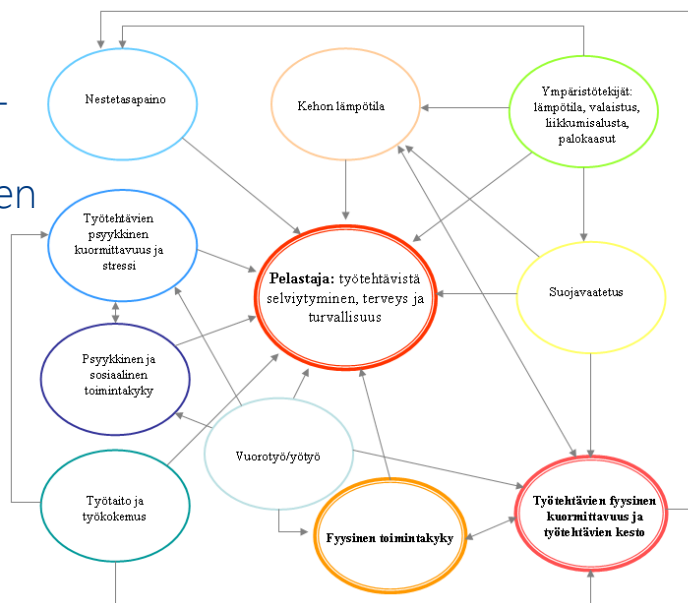 -
en
Nestetasapaino
Kehon lämpötila
Ympäristötekijät:
lämpötila, valaistus,
liikkumisalusta,
palokaasut
Työtehtävien
psyykkinen
kuormittavuus ja
stressi
Pelastaja: työtehtävistä
selviytyminen, terveys ja
turvallisuus
Suojavaatetus
Psyykkinen ja
sosiaalinen
toimintakyky
Vuorotyö/yötyö
Työtaito ja
työkokemus
Fyysinen toimintakyky
Työtehtävien fyysinen
kuormittavuus ja
työtehtävien kesto